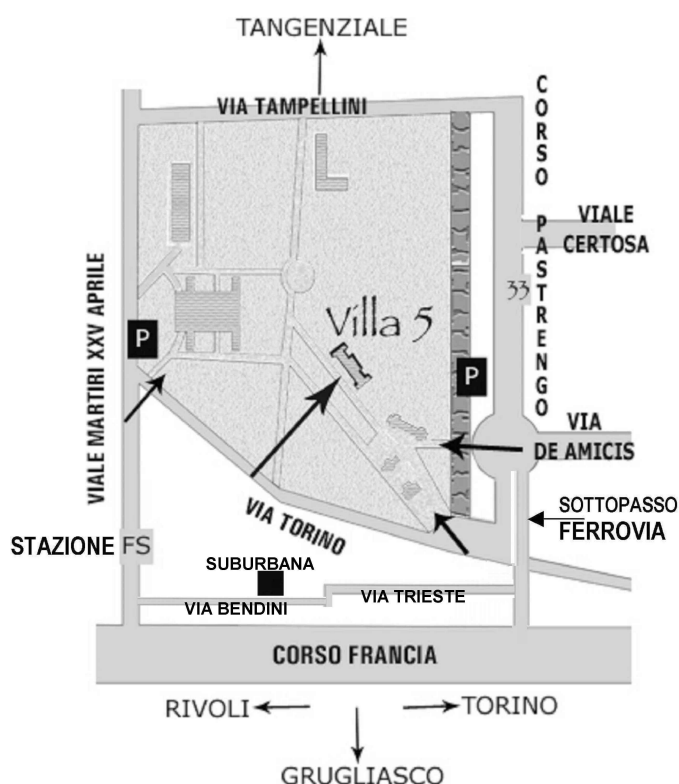 TANGENZIALE
VIA TAMPELLINI
CORSO PASTRENGO
VIALE
CERTOSA
33
VIALE MARTIRI XXV APRILE
Villa 5
P
P
VIA
DE AMICIS
VIA TORINO
SOTTOPASSO
FERROVIA
STAZIONE FS
SUBURBANA
VIA BENDINI
VIA TRIESTE
CORSO FRANCIA
RIVOLI
TORINO
GRUGLIASCO